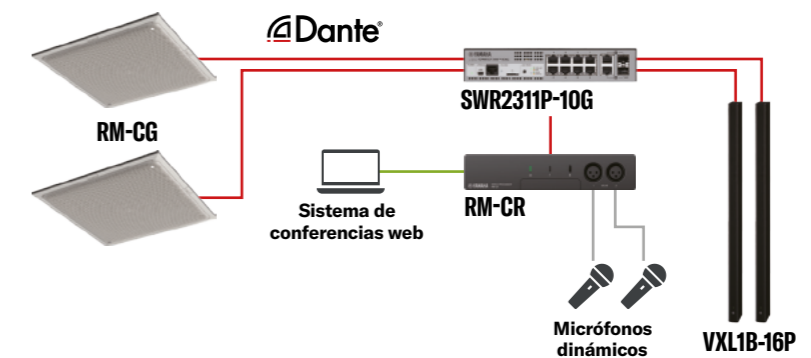 Dante®
SWR2311P-10G
RM-CG
RM-CR
Sistema de
conferencias web
Micrófonos
dinámicos
VXL1B-16P